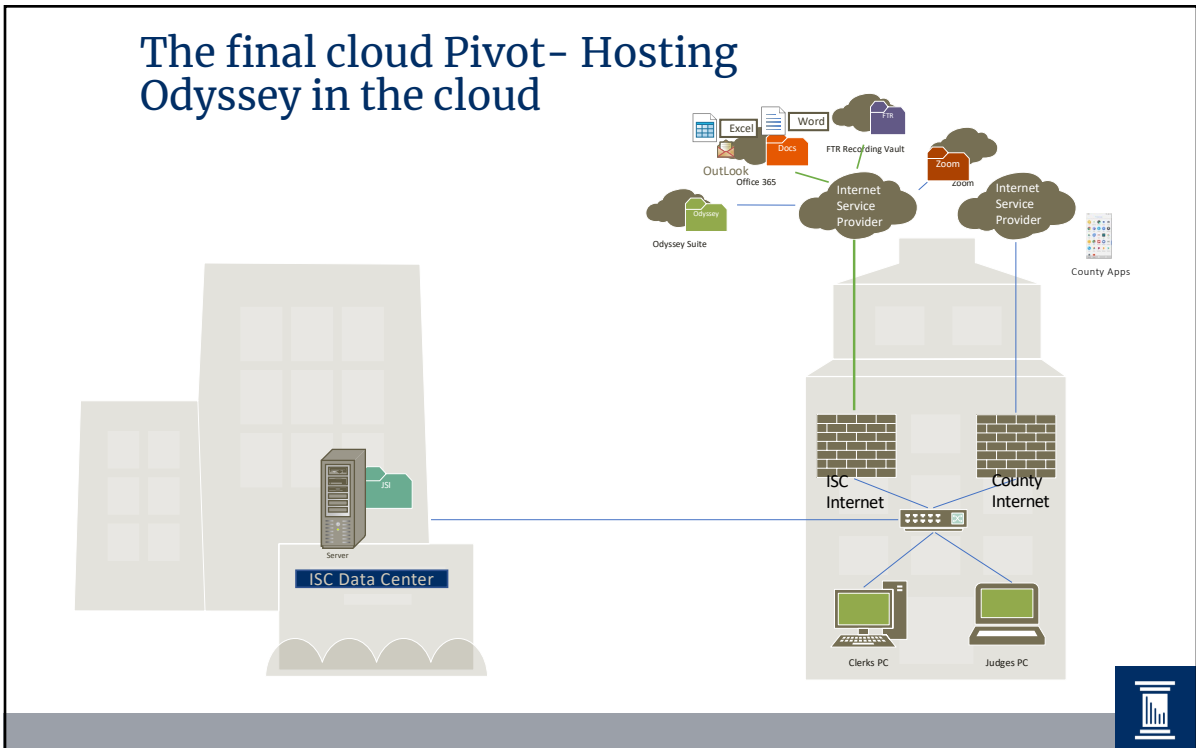 The final cloud Pivot- Hosting
Odyssey in the cloud
Excel
Word
FTR
Docs
FTR Recording Vault
OutLook
Office 365
Zoom
Zoom
Internet
Service
Provider
Internet
Service
Provider
Odyssey
Odyssey Suite
County Apps
JSI
Server
ISC Data Center
ISC
Internet
County
Internet
Clerks PC
Judges PC